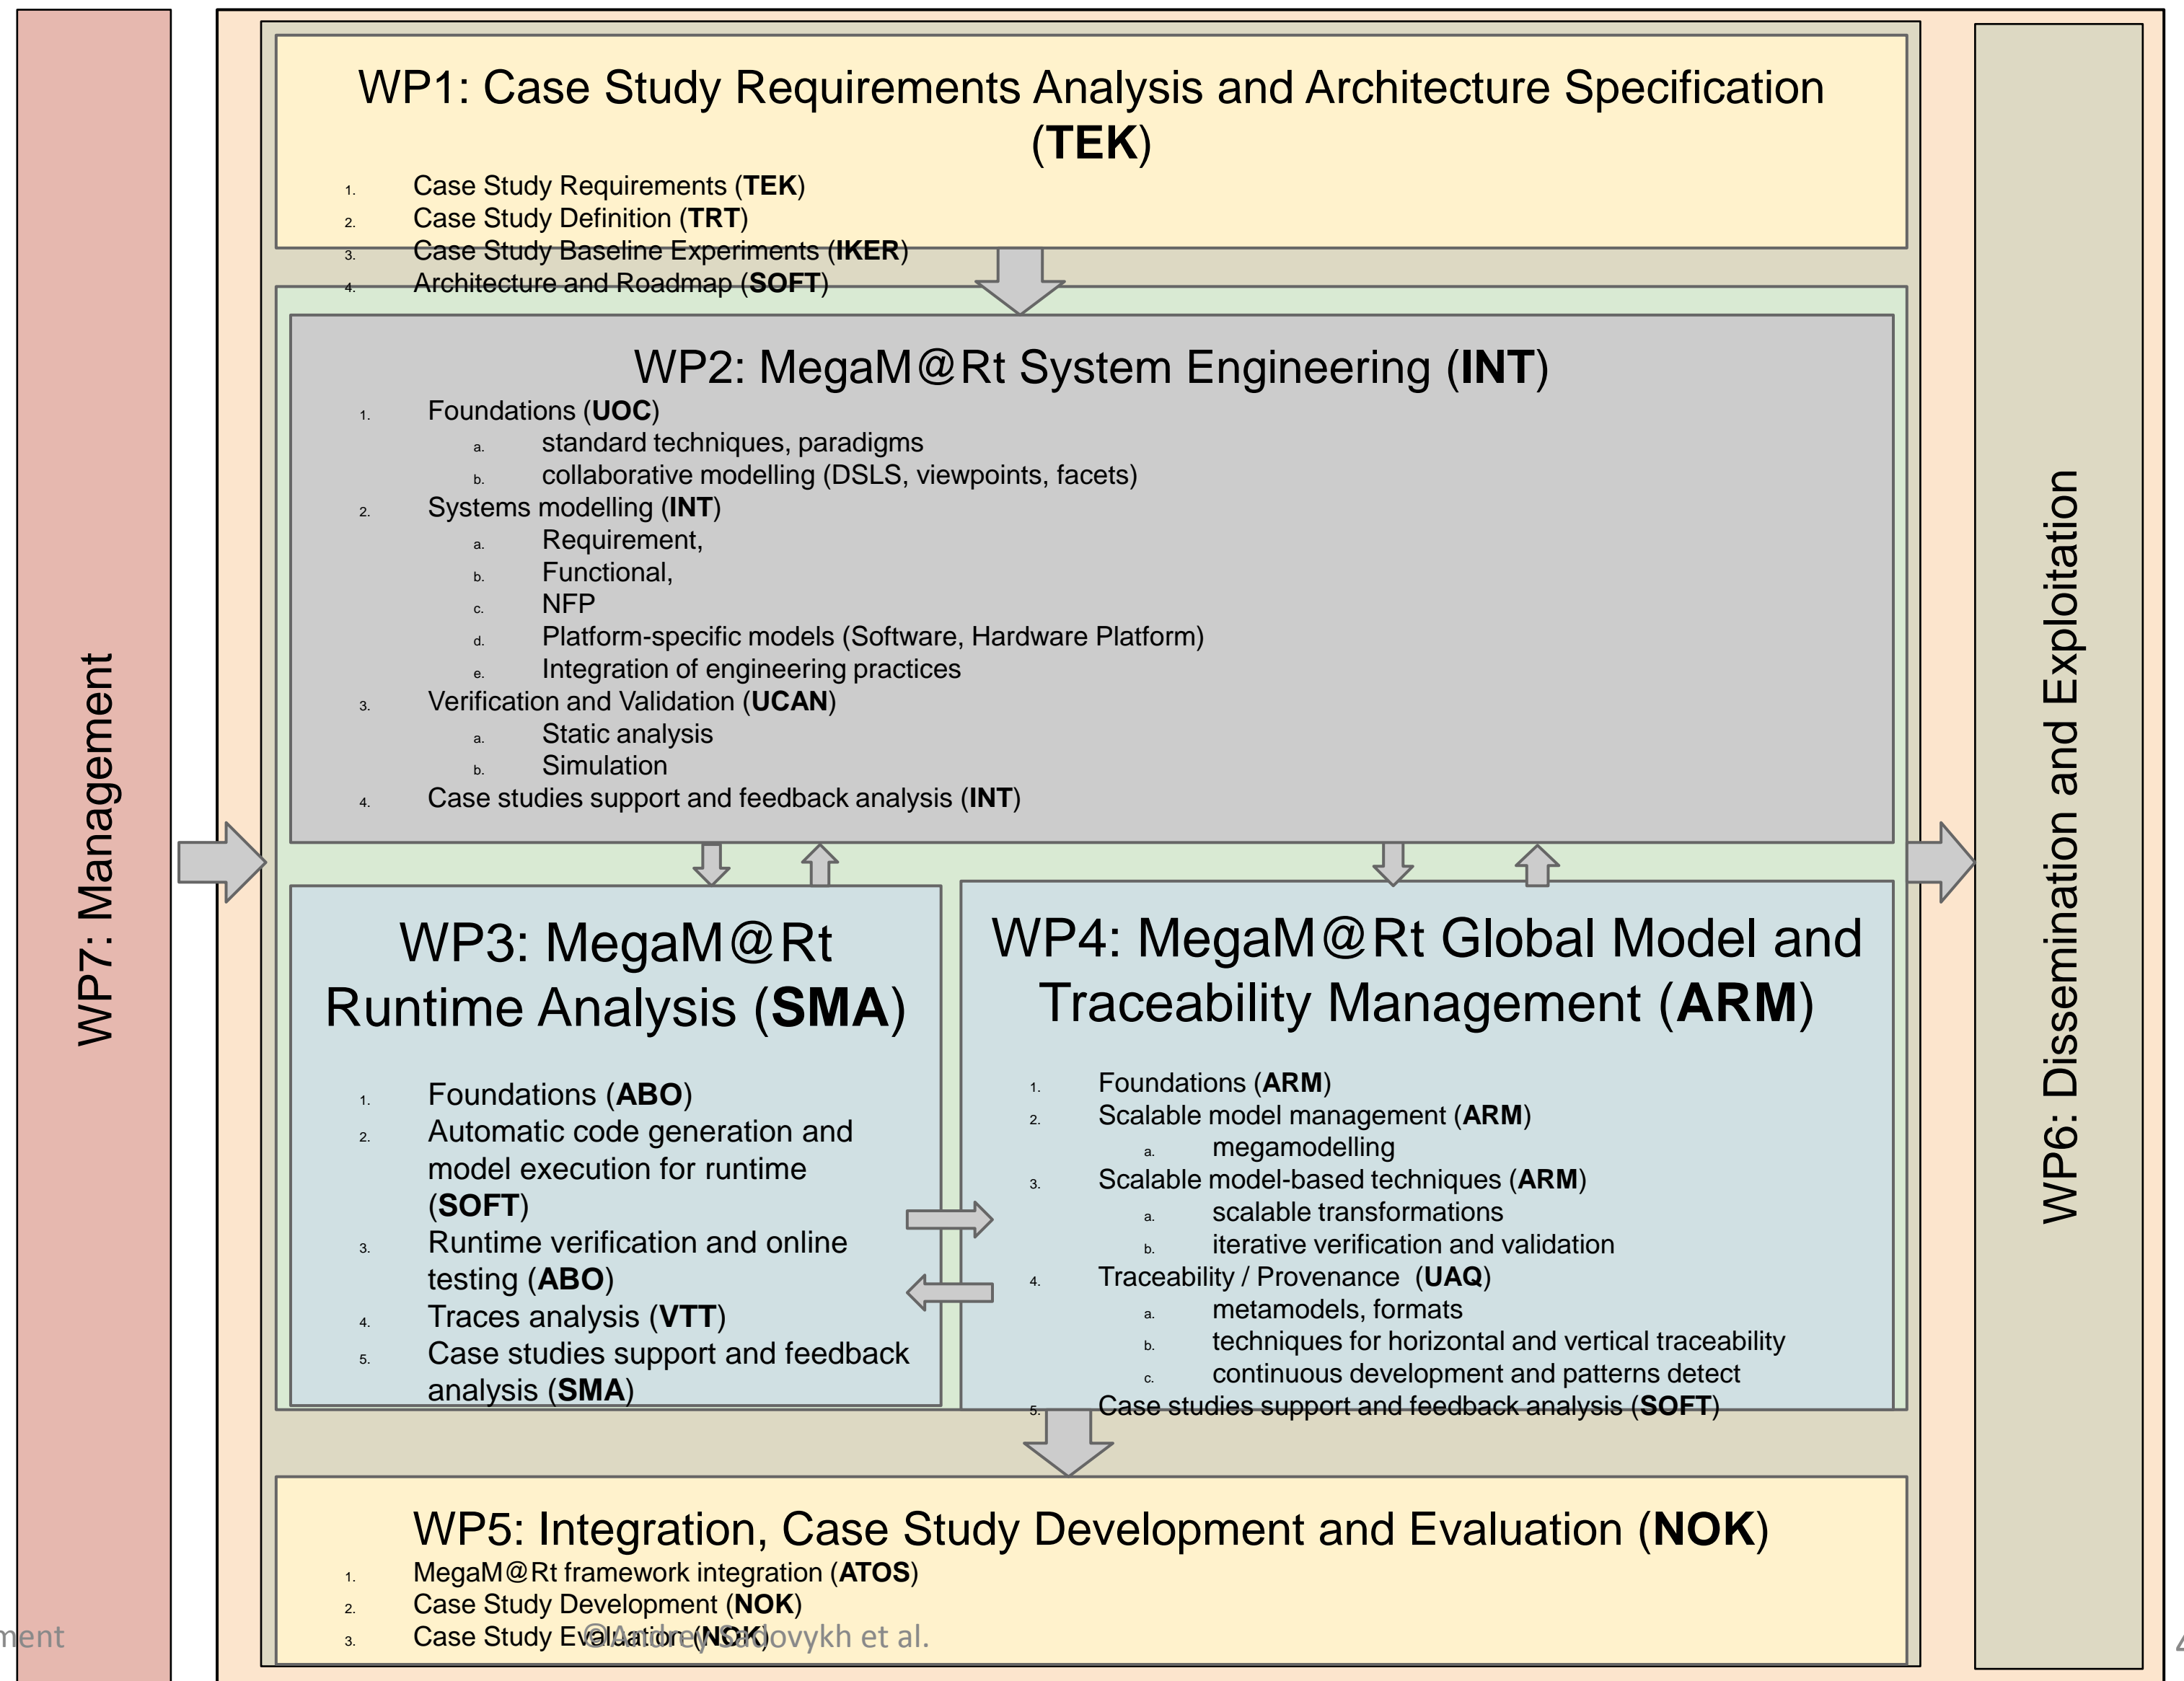 WP7: Management
WP1: Case Study Requirements Analysis and Architecture Specification
(TEK)
1. Case Study Requirements (TEK)
2. Case Study Definition (TRT)
3. Case Study Baseline Experiments (IKER)
4. Architecture and Roadmap (SOFT)
WP2: MegaM@Rt System Engineering (INT)
1. Foundations (UOC)
a. standard techniques, paradigms
b. collaborative modelling (DSLS, viewpoints, facets)
2. Systems modelling (INT)
a. Requirement,
b. Functional,
c. NFP
d. Platform-specific models (Software, Hardware Platform)
e. Integration of engineering practices
3. Verification and Validation (UCAN)
a. Static analysis
b. Simulation
4. Case studies support and feedback analysis (INT)
WP3: MegaM@Rt
Runtime Analysis (SMA)
1. Foundations (ABO)
2. Automatic code generation and
model execution for runtime
(SOFT)
3. Runtime verification and online
testing (ABO)
4. Traces analysis (VTT)
5. Case studies support and feedback
analysis (SMA)
WP4: MegaM@Rt Global Model and
Traceability Management (ARM)
1. Foundations (ARM)
2. Scalable model management (ARM)
a. megamodelling
3. Scalable model-based techniques (ARM)
a. scalable transformations
b. iterative verification and validation
4. Traceability / Provenance (UAQ)
a. metamodels, formats
b. techniques for horizontal and vertical traceability
c. continuous development and patterns detect
5. Case studies support and feedback analysis (SOFT)
WP5: Integration, Case Study Development and Evaluation (NOK)
1. MegaM@Rt framework integration (ATOS)
2. Case Study Development (NOK)
3. Case Study Evaluation (NOK)
WP6: Dissemination and Exploitation
ment
©Andrey Sadovykh et al.